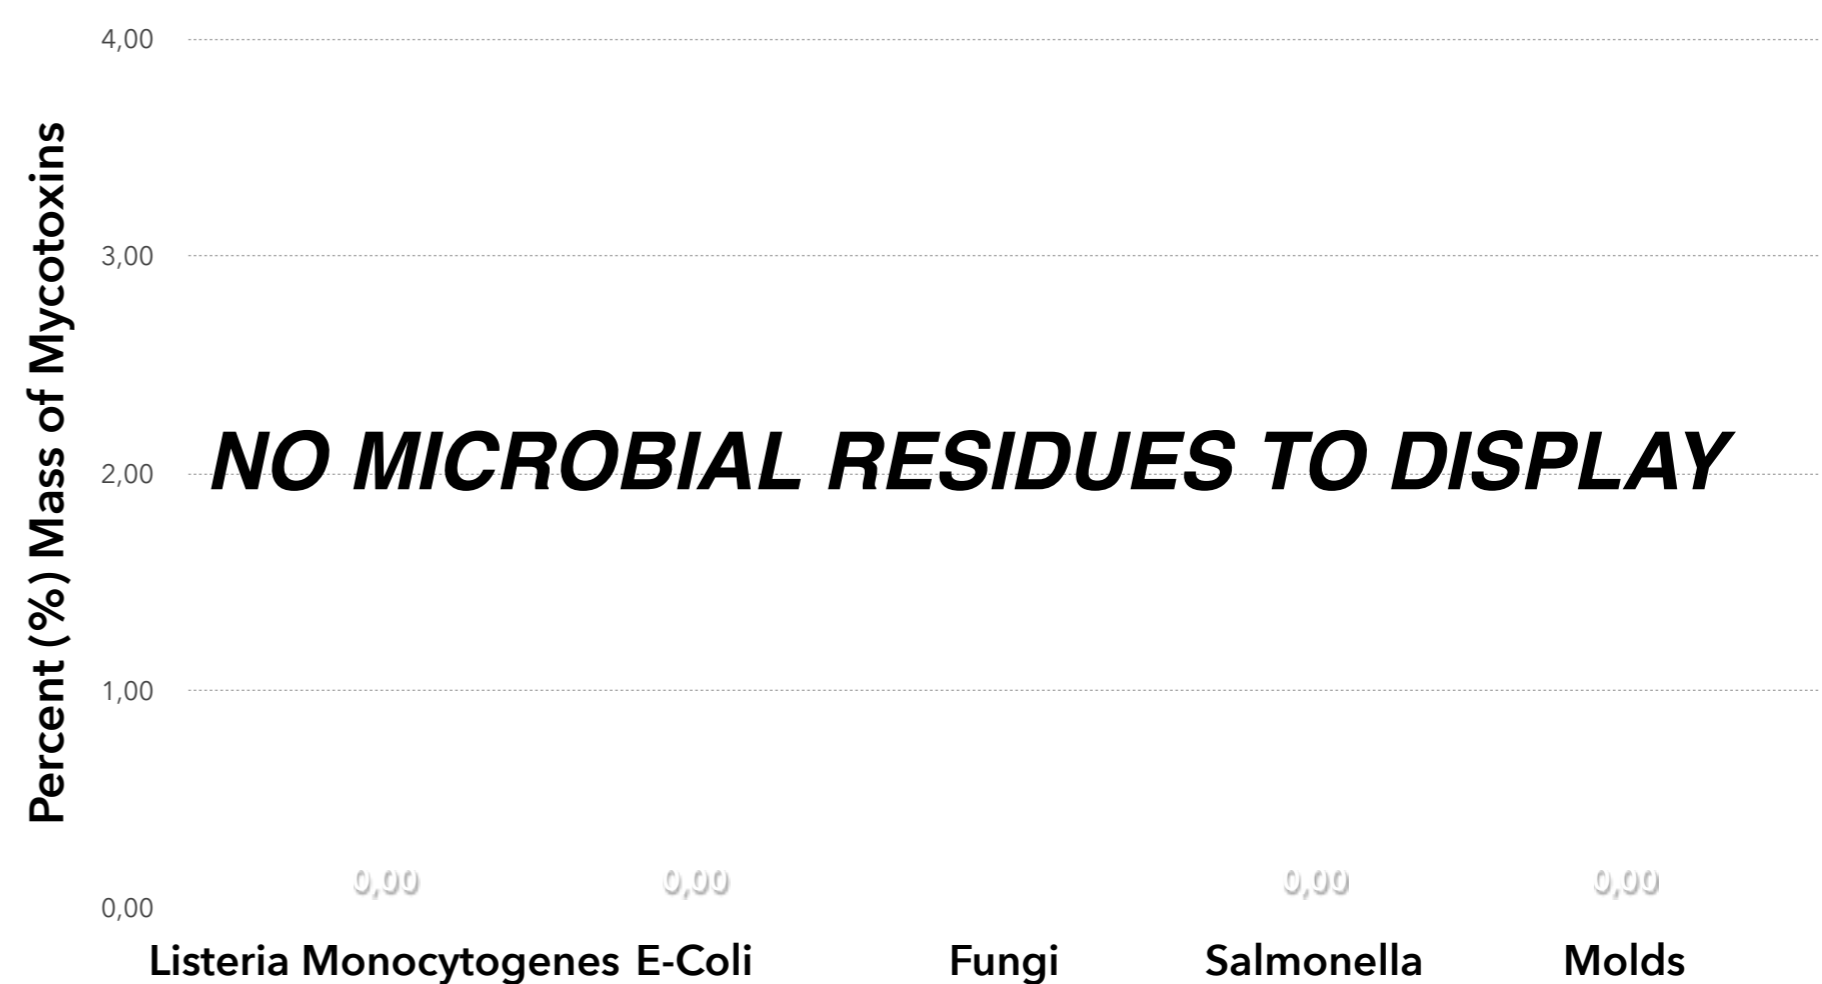 Percent (%) Mass of Mycotoxins
4,00
3,00
2,00
1,00
0,00
NO MICROBIAL RESIDUES TO DISPLAY
0,00 0,00 0,00 0,00
Listeria Monocytogenes E-Coli Fungi Salmonella Molds